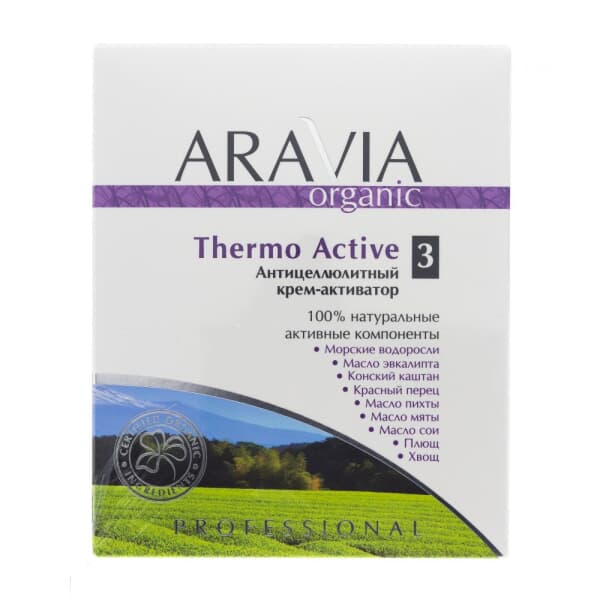 ARAVIA
organic
Thermo Active 3
Антицеллюлитный
крем-активатор
100% натуральные
активные компоненты
• Морские водоросли
• Масло эвкалипта
• Конский каштан
• Красный перец
• Масло пихты
• Масло мяты
• Масло сои
• Плющ
• Хвощ
CERTIFIED ORGANIC
INGREDIENTS
PROFESSIONAL